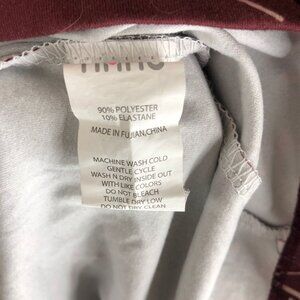 90% POLYESTER
10% ELASTANE
MADE IN FUJIAN,CHINA
MACHINE WASH COLD
GENTLE CYCLE
WASH N DRY INSIDE OUT
WITH LIKE COLORS
DO NOT BLEACH
TUMBLE DRY LOW
DO NOT DRY CLEAN